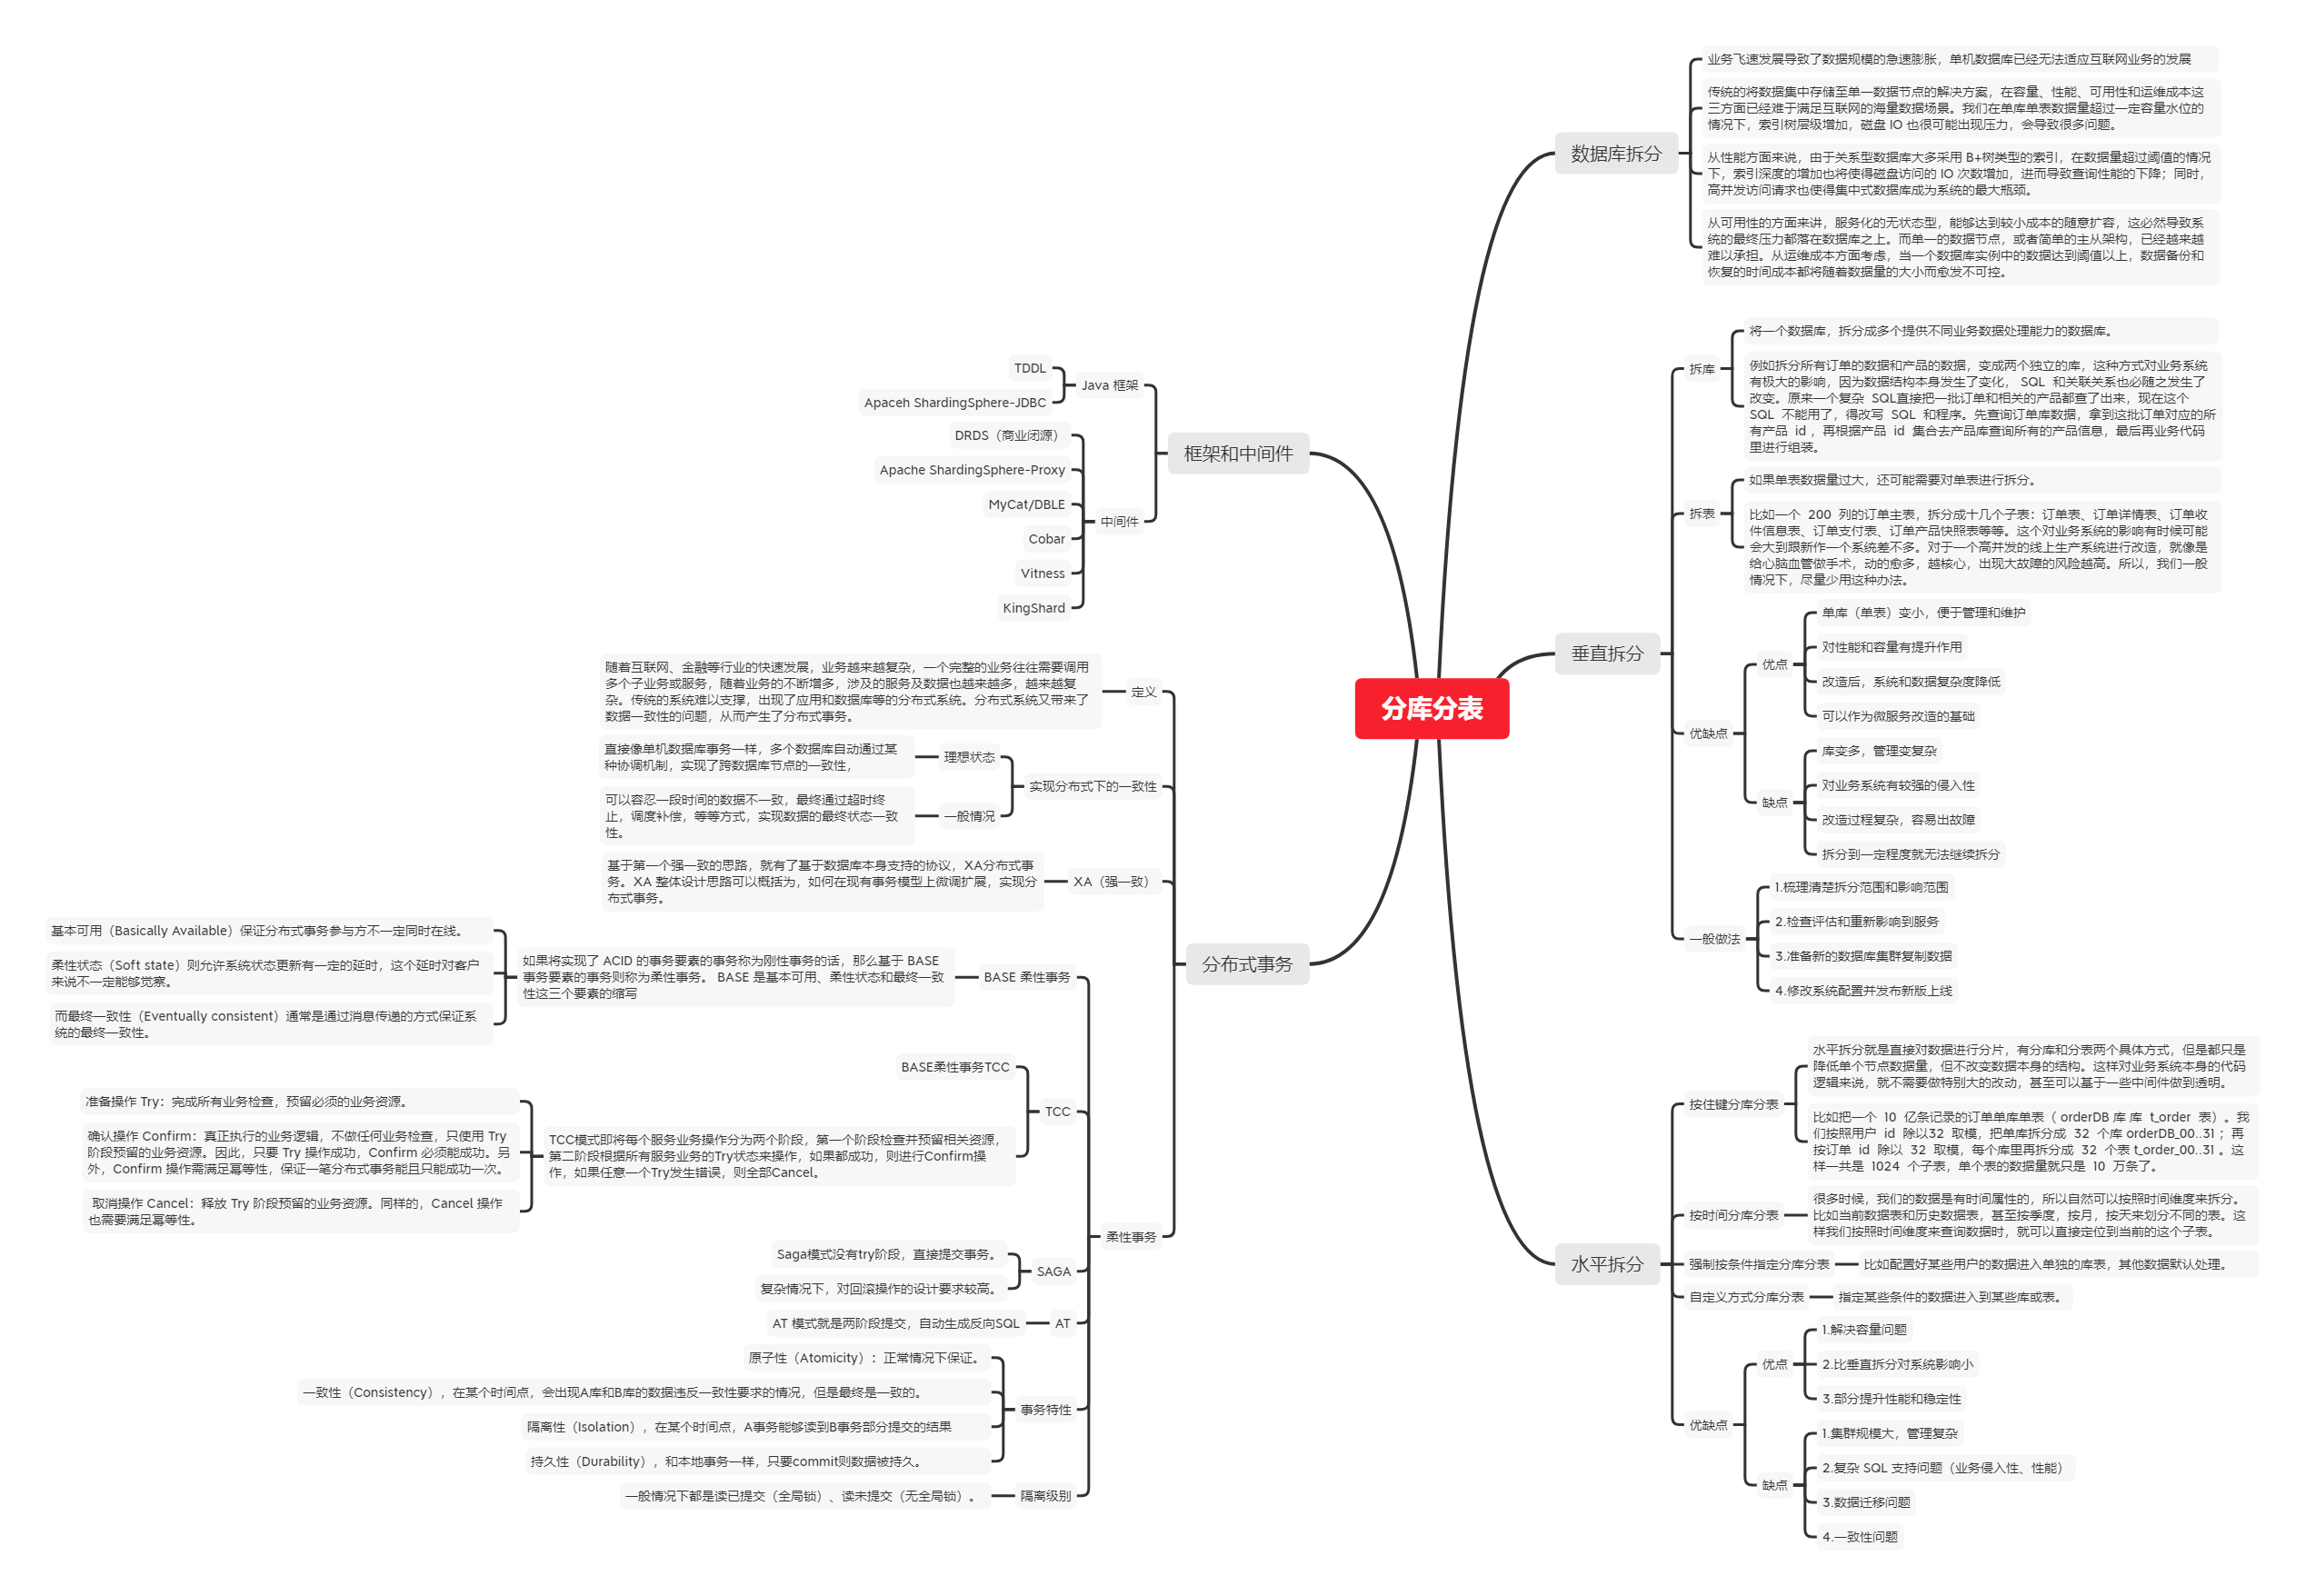 分库分表
数据库拆分
业务飞速发展导致了数据规模的急速膨胀，单机数据库已经无法适应互联网业务的发展
传统的将数据集中存储至单一数据节点的解决方案，在容量、性能、可用性和运维成本这
三方面已经难于满足互联网的海量数据场景。我们在单库单表数据量超过一定容量水位的
情况下，索引树层级增加，磁盘 IO 也很可能出现压力，会导致很多问题。
从性能方面来说，由于关系型数据库大多采用 B+树类型的索引，在数据量超过阈值的情况
下，索引深度的增加也将使得磁盘访问的 IO 次数增加，进而导致查询性能的下降；同时，
高并发访问请求也使得集中式数据库成为系统的最大瓶颈。
从可用性的方面来讲，服务化的无状态型，能够达到较小成本的随意扩容，这必然导致系
统的最终压力都落在数据库之上。而单一的数据节点，或者简单的主从架构，已经越来越
难以承担。从运维成本方面考虑，当一个数据库实例中的数据达到阈值以上，数据备份和
恢复的时间成本都将随着数据量的大小而愈发不可控。
垂直拆分
拆库
将一个数据库，拆分成多个提供不同业务数据处理能力的数据库。
例如拆分所有订单的数据和产品的数据，变成两个独立的库，这种方式对业务系统
有极大的影响，因为数据结构本身发生了变化， SQL 和关联关系也必随之发生了
改变。原来一个复杂 SQL直接把一批订单和相关的产品都查了出来，现在这个
SQL 不能用了，得改写 SQL 和程序。先查询订单库数据，拿到这批订单对应的所
有产品 id ，再根据产品 id 集合去产品库查询所有的产品信息，最后再业务代码
里进行组装。
拆表
如果单表数据量过大，还可能需要对单表进行拆分。
比如一个 200 列的订单主表，拆分成十几个子表：订单表、订单详情表、订单收
件信息表、订单支付表、订单产品快照表等等。这个对业务系统的影响有时候可能
会大到跟新作一个系统差不多。对于一个高并发的线上生产系统进行改造，就像是
给心脑血管做手术，动的愈多，越核心，出现大故障的风险越高。所以，我们一般
情况下，尽量少用这种办法。
优缺点
优点
单库（单表）变小，便于管理和维护
对性能和容量有提升作用
改造后，系统和数据复杂度降低
可以作为微服务改造的基础
缺点
库变多，管理变复杂
对业务系统有较强的侵入性
改造过程复杂，容易出故障
拆分到一定程度就无法继续拆分
一般做法
1.梳理清楚拆分范围和影响范围
2.检查评估和重新影响到服务
3.准备新的数据库集群复制数据
4.修改系统配置并发布新版上线
水平拆分
按住键分库分表
水平拆分就是直接对数据进行分片，有分库和分表两个具体方式，但是都只是
降低单个节点数据量，但不改变数据本身的结构。这样对业务系统本身的代码
逻辑来说，就不需要做特别大的改动，甚至可以基于一些中间件做到透明。
比如把一个 10 亿条记录的订单单库单表（ orderDB 库 库 t_order 表）。我
们按照用户 id 除以32 取模，把单库拆分成 32 个库 orderDB_00..31 ；再
按订单 id 除以 32 取模，每个库里再拆分成 32 个表 t_order_00..31 。这
样一共是 1024 个子表，单个表的数据量就只是 10 万条了。
按时间分库分表
很多时候，我们的数据是有时间属性的，所以自然可以按照时间维度来拆分。
比如当前数据表和历史数据表，甚至按季度，按月，按天来划分不同的表。这
样我们按照时间维度来查询数据时，就可以直接定位到当前的这个子表。
强制按条件指定分库分表
比如配置好某些用户的数据进入单独的库表，其他数据默认处理。
自定义方式分库分表
指定某些条件的数据进入到某些库或表。
优缺点
优点
1.解决容量问题
2.比垂直拆分对系统影响小
3.部分提升性能和稳定性
缺点
1.集群规模大，管理复杂
2.复杂 SQL 支持问题（业务侵入性、性能）
3.数据迁移问题
4.一致性问题
框架和中间件
Java 框架
TDDL
Apaceh ShardingSphere-JDBC
中间件
DRDS（商业闭源）
Apache ShardingSphere-Proxy
MyCat/DBLE
Cobar
Vitness
KingShard
分布式事务
定义
随着互联网、金融等行业的快速发展，业务越来越复杂，一个完整的业务往往需要调用
多个子业务或服务，随着业务的不断增多，涉及的服务及数据也越来越多，越来越复
杂。传统的系统难以支撑，出现了应用和数据库等的分布式系统。分布式系统又带来了
数据一致性的问题，从而产生了分布式事务。
实现分布式下的一致性
理想状态
直接像单机数据库事务一样，多个数据库自动通过某
种协调机制，实现了跨数据库节点的一致性，
一般情况
可以容忍一段时间的数据不一致，最终通过超时终
止，调度补偿，等等方式，实现数据的最终状态一致
性。
XA（强一致）
基于第一个强一致的思路，就有了基于数据库本身支持的协议，XA分布式事
务。XA 整体设计思路可以概括为，如何在现有事务模型上微调扩展，实现分
布式事务。
柔性事务
BASE 柔性事务
如果将实现了 ACID 的事务要素的事务称为刚性事务的话，那么基于 BASE
事务要素的事务则称为柔性事务。 BASE 是基本可用、柔性状态和最终一致
性这三个要素的缩写
基本可用（Basically Available）保证分布式事务参与方不一定同时在线。
柔性状态（Soft state）则允许系统状态更新有一定的延时，这个延时对客户
来说不一定能够觉察。
而最终一致性（Eventually consistent）通常是通过消息传递的方式保证系
统的最终一致性。
TCC
BASE柔性事务TCC
TCC模式即将每个服务业务操作分为两个阶段，第一个阶段检查并预留相关资源，
第二阶段根据所有服务业务的Try状态来操作，如果都成功，则进行Confirm操
作，如果任意一个Try发生错误，则全部Cancel。
准备操作 Try：完成所有业务检查，预留必须的业务资源。
确认操作 Confirm：真正执行的业务逻辑，不做任何业务检查，只使用 Try
阶段预留的业务资源。因此，只要 Try 操作成功，Confirm 必须能成功。另
外，Confirm 操作需满足幂等性，保证一笔分布式事务能且只能成功一次。
取消操作 Cancel：释放 Try 阶段预留的业务资源。同样的，Cancel 操作
也需要满足幂等性。
SAGA
Saga模式没有try阶段，直接提交事务。
复杂情况下，对回滚操作的设计要求较高。
AT
AT 模式就是两阶段提交，自动生成反向SQL
事务特性
原子性（Atomicity）：正常情况下保证。
一致性（Consistency），在某个时间点，会出现A库和B库的数据违反一致性要求的情况，但是最终是一致的。
隔离性（Isolation），在某个时间点，A事务能够读到B事务部分提交的结果
持久性（Durability），和本地事务一样，只要commit则数据被持久。
隔离级别
一般情况下都是读已提交（全局锁）、读未提交（无全局锁）。